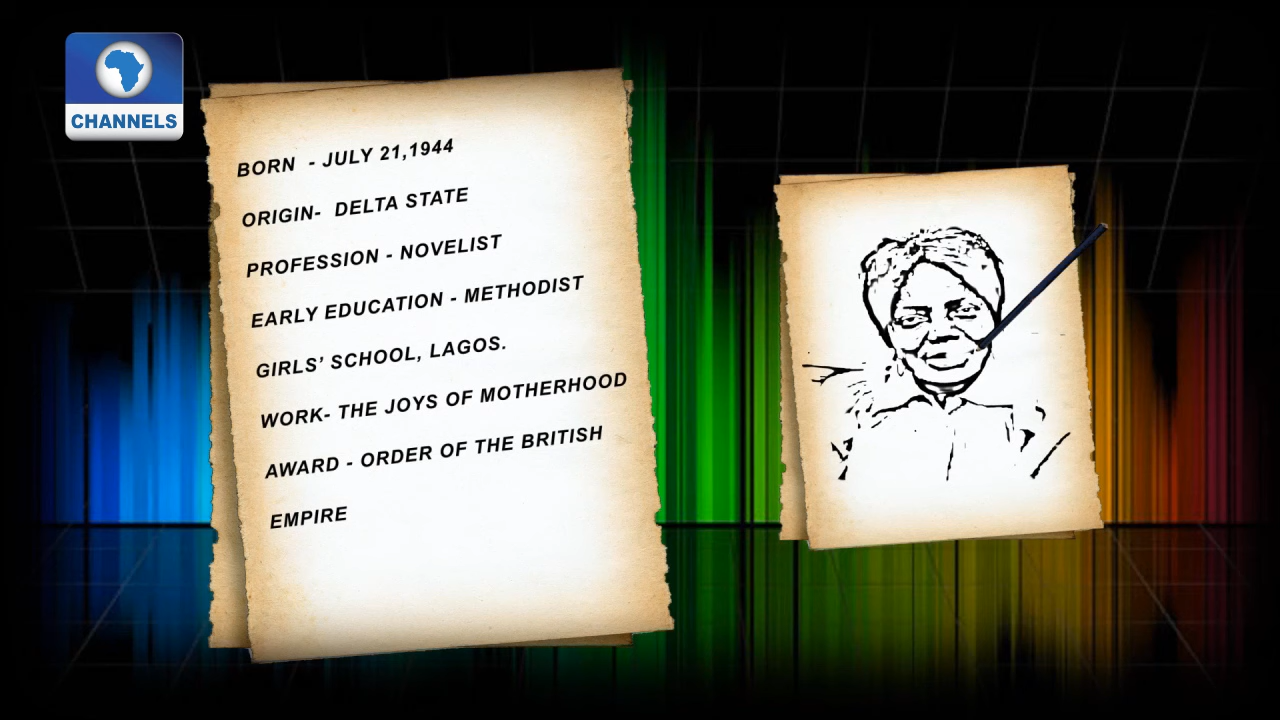 CHANNELS
BORN - JULY 21,1944
ORIGIN- DELTA STATE
PROFESSION - NOVELIST
EARLY EDUCATION - METHODIST
GIRLS’ SCHOOL, LAGOS.
WORK- THE JOYS OF MOTHERHOOD
AWARD - ORDER OF THE BRITISH
EMPIRE